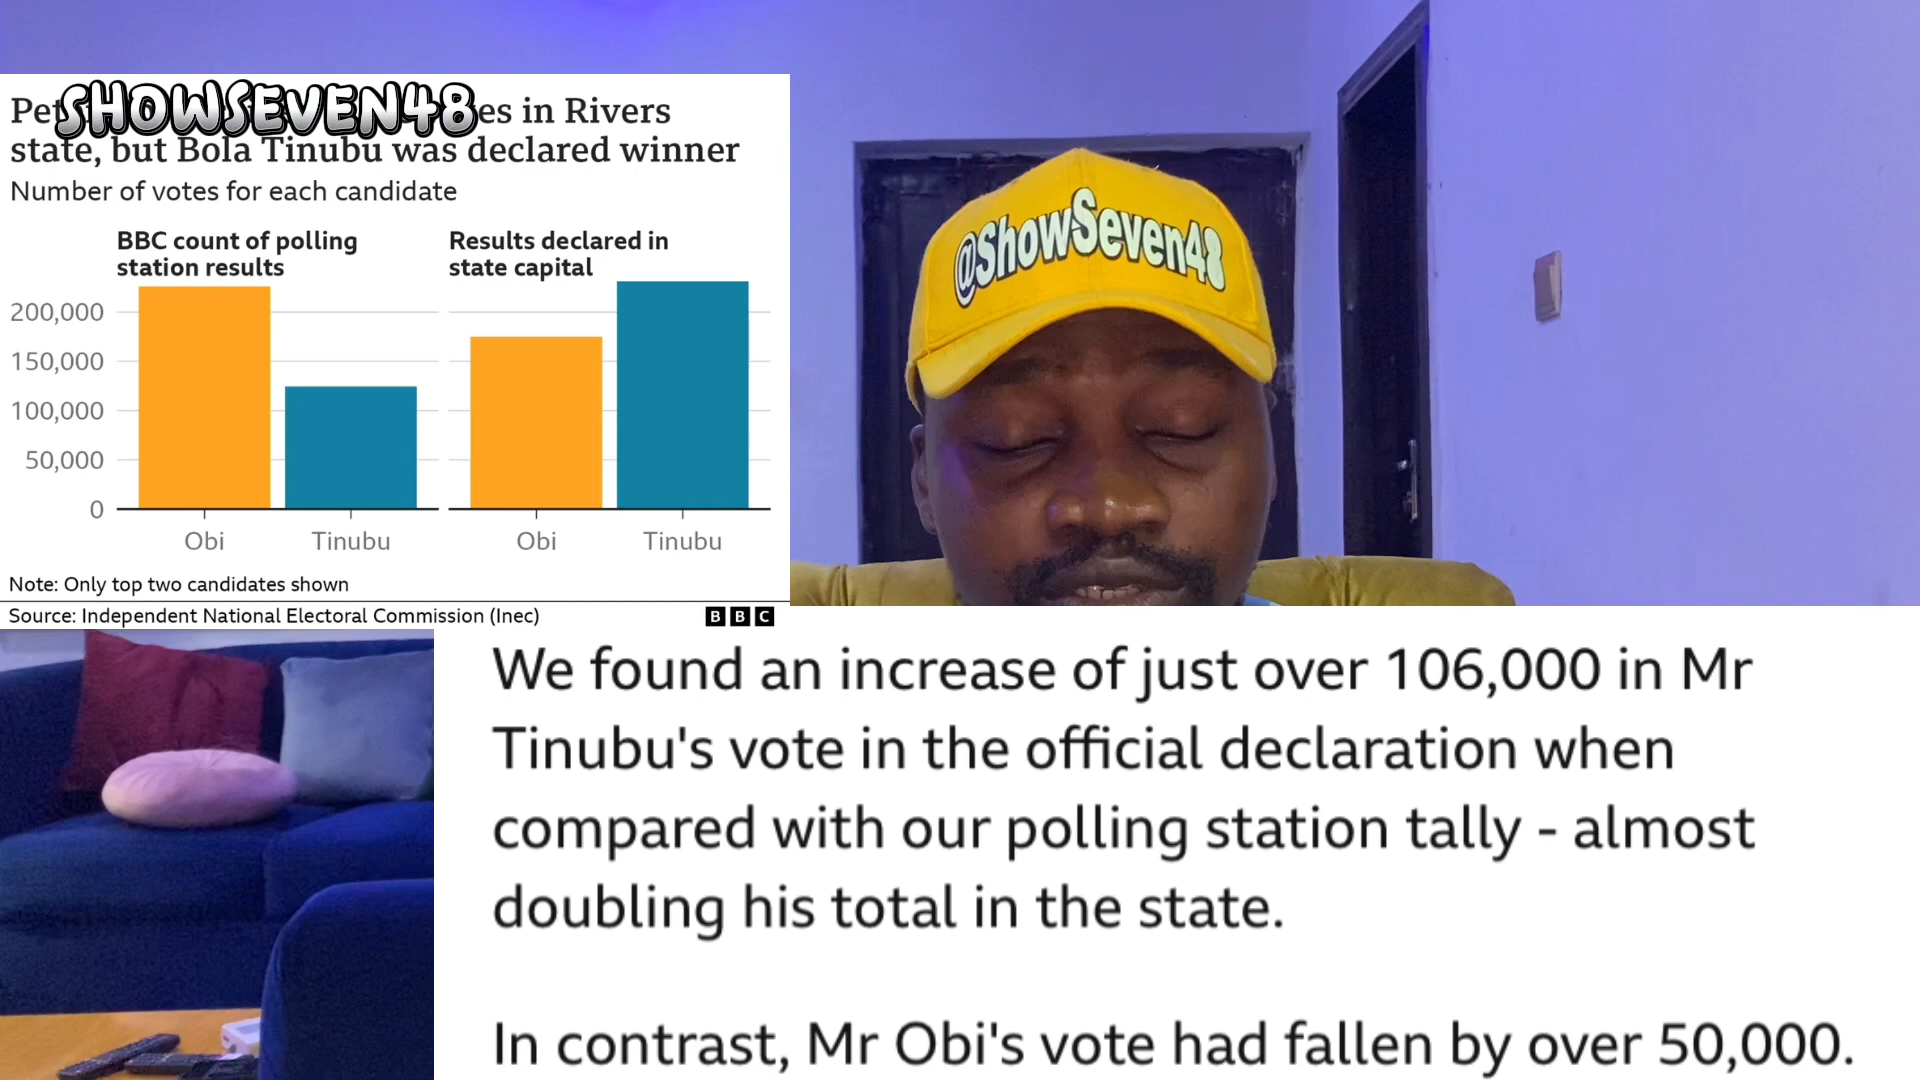 SHOWSEVEN48
es in Rivers
state, but Bola Tinubu was declared winner
Number of votes for each candidate
BBC count of polling
station results
Results declared in
state capital
200,000
150,000
100,000
50,000
0
Obi
Tinubu
Obi
Tinubu
Note: Only top two candidates shown
Source: Independent National Electoral Commission (Inec)
BBC
@ShowSeven48
We found an increase of just over 106,000 in Mr
Tinubu's vote in the official declaration when
compared with our polling station tally - almost
doubling his total in the state.
In contrast, Mr Obi's vote had fallen by over 50,000.